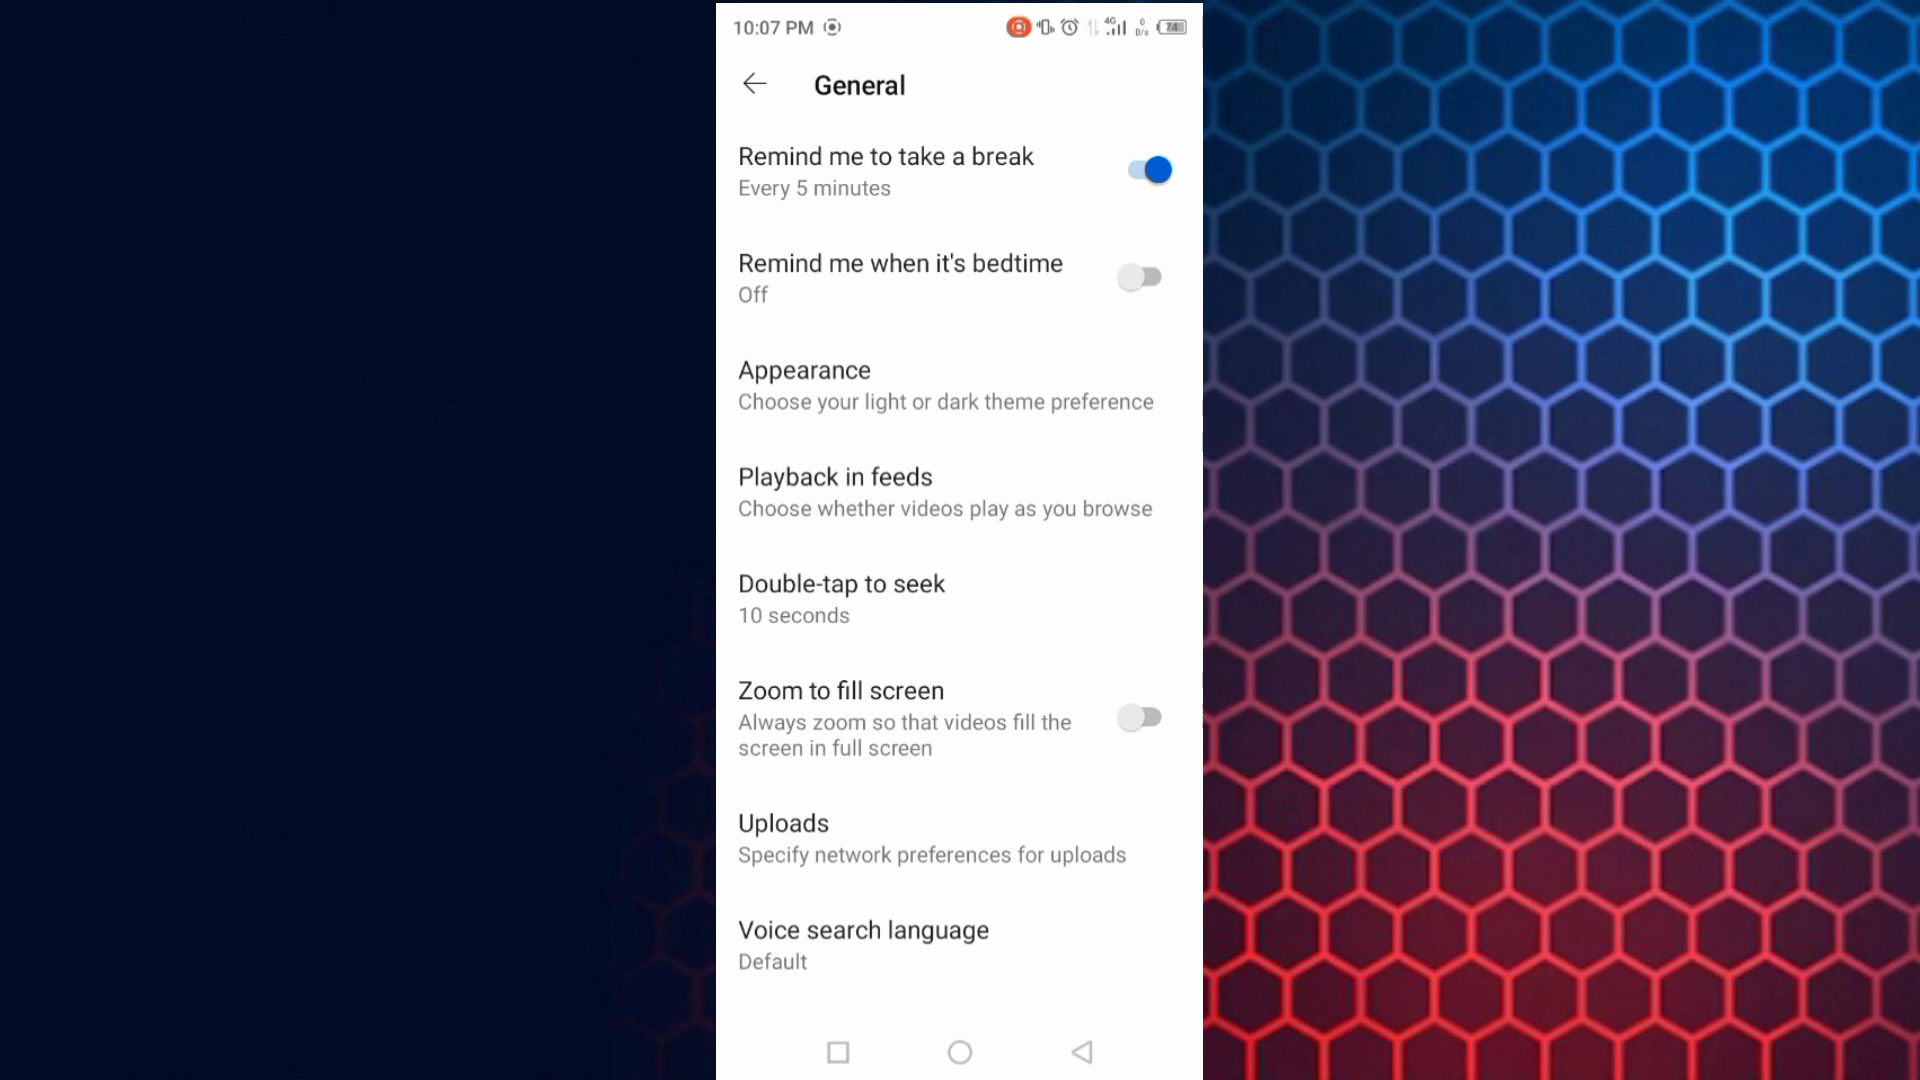 10:07 PM
4G
0
B/s
74
General
Remind me to take a break
Every 5 minutes
Remind me when it's bedtime
Off
Appearance
Choose your light or dark theme preference
Playback in feeds
Choose whether videos play as you browse
Double-tap to seek
10 seconds
Zoom to fill screen
Always zoom so that videos fill the
screen in full screen
Uploads
Specify network preferences for uploads
Voice search language
Default